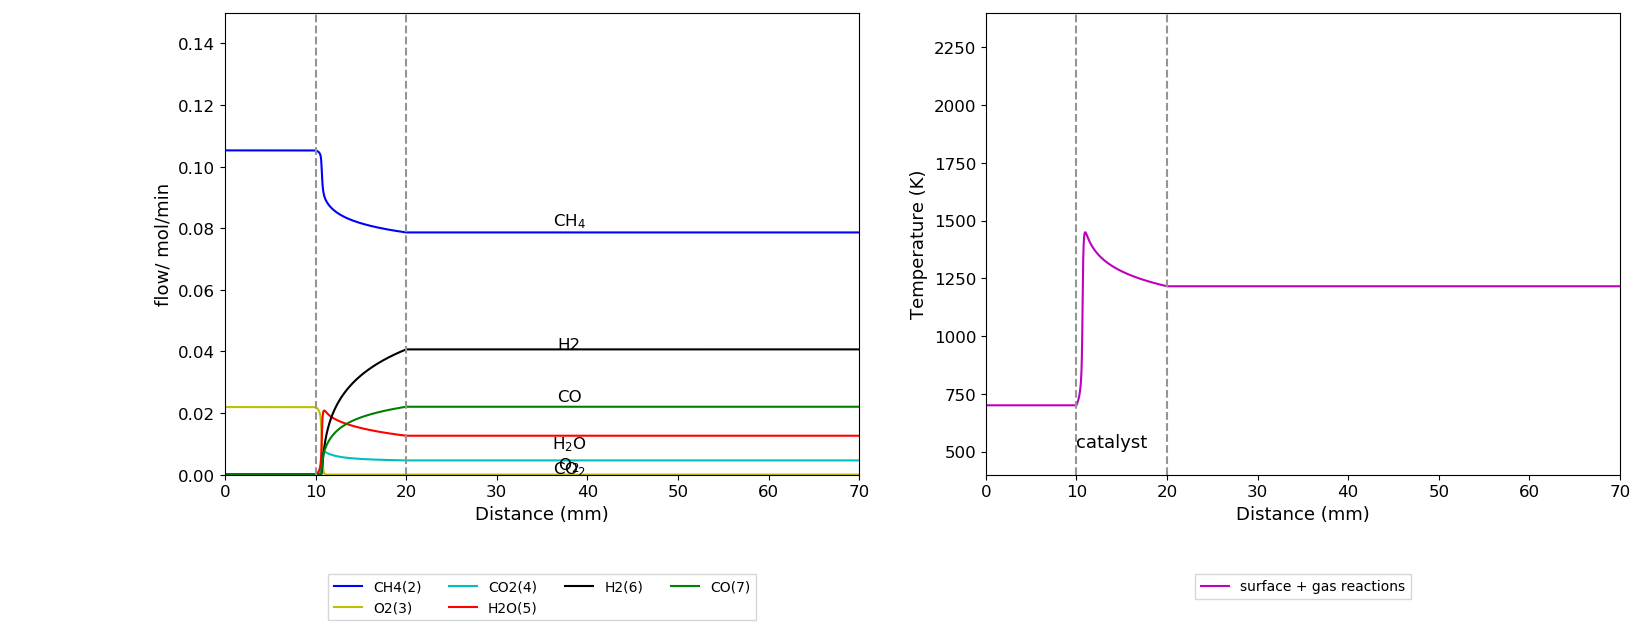 0.14
0.12
0.10
0.08
0.06
0.04
0.02
0.00
flow/ mol/min
CH4
H2
CO
H2O
O2
CO2
0 10 20 30 40 50 60 70
Distance (mm)
CH4(2) CO2(4) H2(6) CO(7)
O2(3) H2O(5)
2250
2000
1750
1500
1250
1000
750
500
Temperature (K)
catalyst
0 10 20 30 40 50 60 70
Distance (mm)
surface + gas reactions